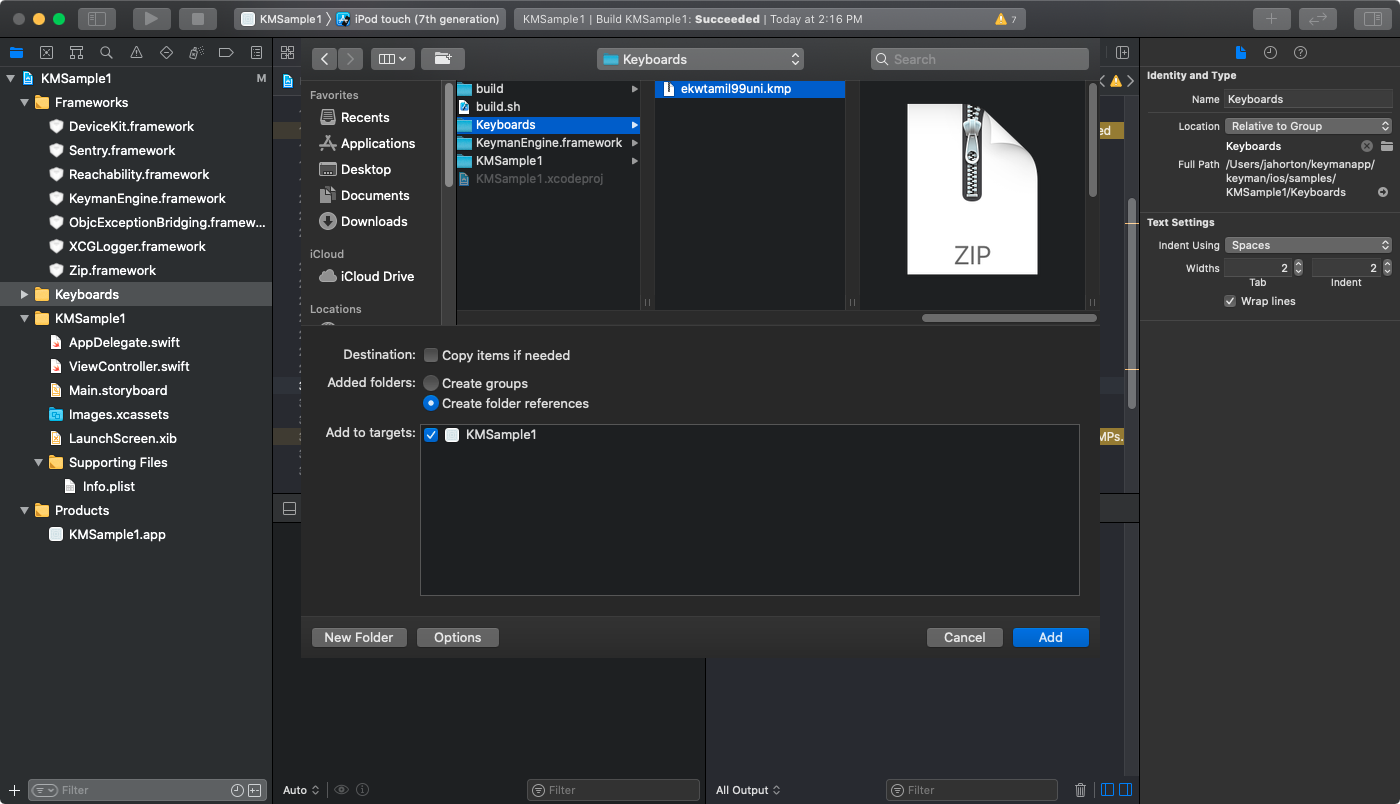 KMSample1 〉 iPod touch (7th generation)
KMSample1 | Build KMSample1: Succeeded | Today at 2:16 PM
7
KMSample1
M
Frameworks
DeviceKit.framework
Sentry.framework
Reachability.framework
KeymanEngine.framework
ObjcExceptionBridging.framew...
XCGLogger.framework
Zip.framework
Keyboards
KMSample1
AppDelegate.swift
ViewController.swift
Main.storyboard
Images.xcassets
LaunchScreen.xib
Supporting Files
Info.plist
Products
KMSample1.app
Filter
Keyboards
Search
Favorites
Recents
Applications
Desktop
Documents
Downloads
iCloud
iCloud Drive
Locations
build
build.sh
Keyboards
KeymanEngine.framework
KMSample1
KMSample1.xcodeproj
ekwtamil99uni.kmp
ZIP
Destination: Copy items if needed
Added folders: Create groups
Create folder references
Add to targets: KMSample1
New Folder
Options
Cancel
Add
ed
MPs.
Auto
Filter
All Output
Filter
Identity and Type
Name Keyboards
Location Relative to Group
Keyboards
Full Path /Users/jahorton/keymanapp/
keyman/ios/samples/
KMSample1/Keyboards
Text Settings
Indent Using Spaces
Widths 2 2
Tab Indent
Wrap lines